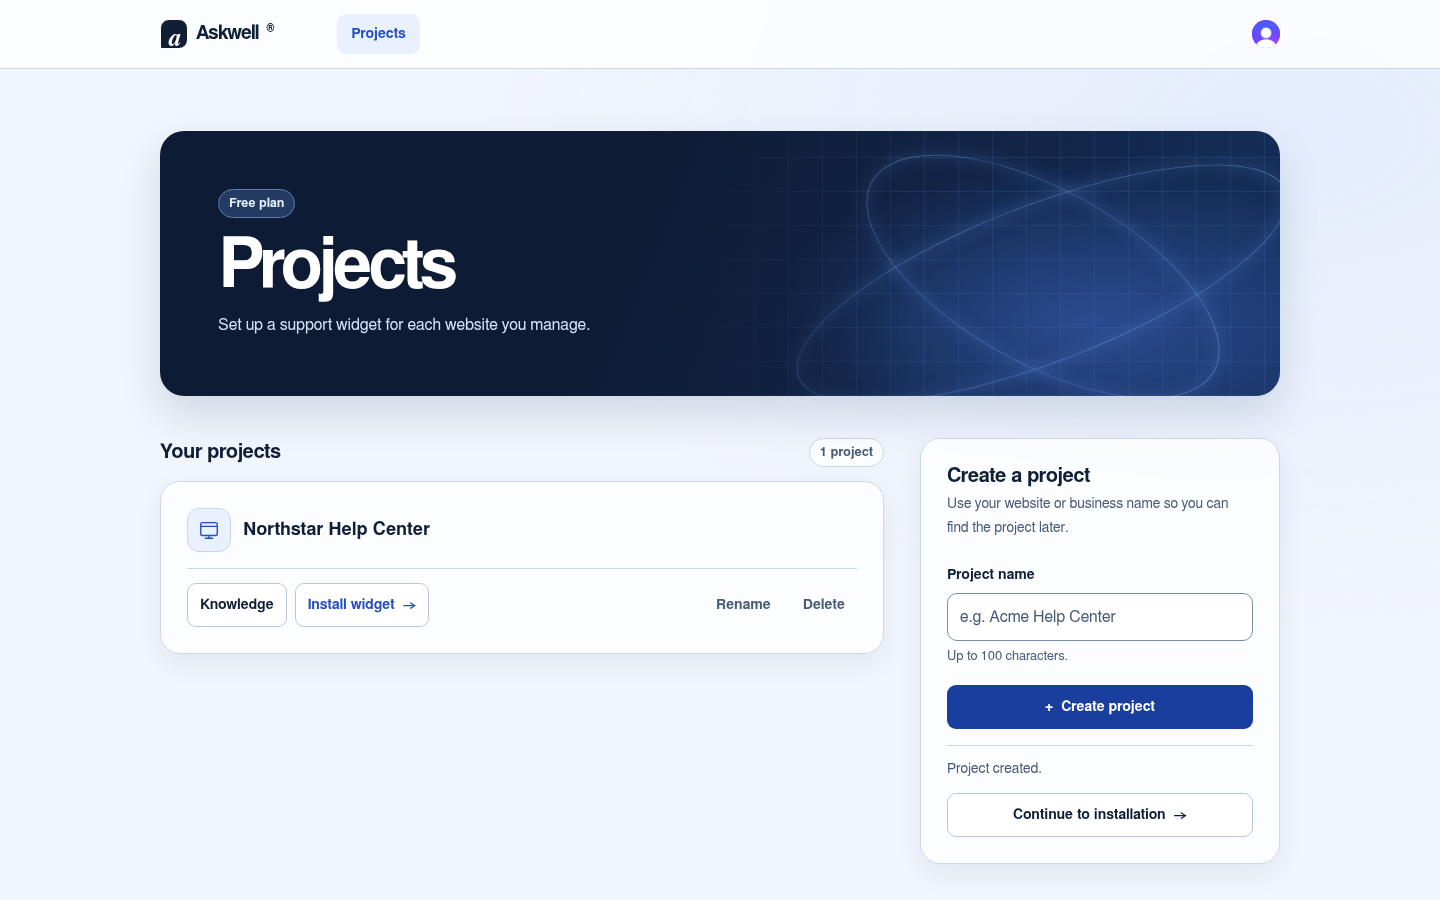 a Askwell ®
Projects
Free plan
Projects
Set up a support widget for each website you manage.
Your projects
1 project
Northstar Help Center
Knowledge
Install widget →
Rename
Delete
Create a project
Use your website or business name so you can
find the project later.
Project name
e.g. Acme Help Center
Up to 100 characters.
+ Create project
Project created.
Continue to installation →